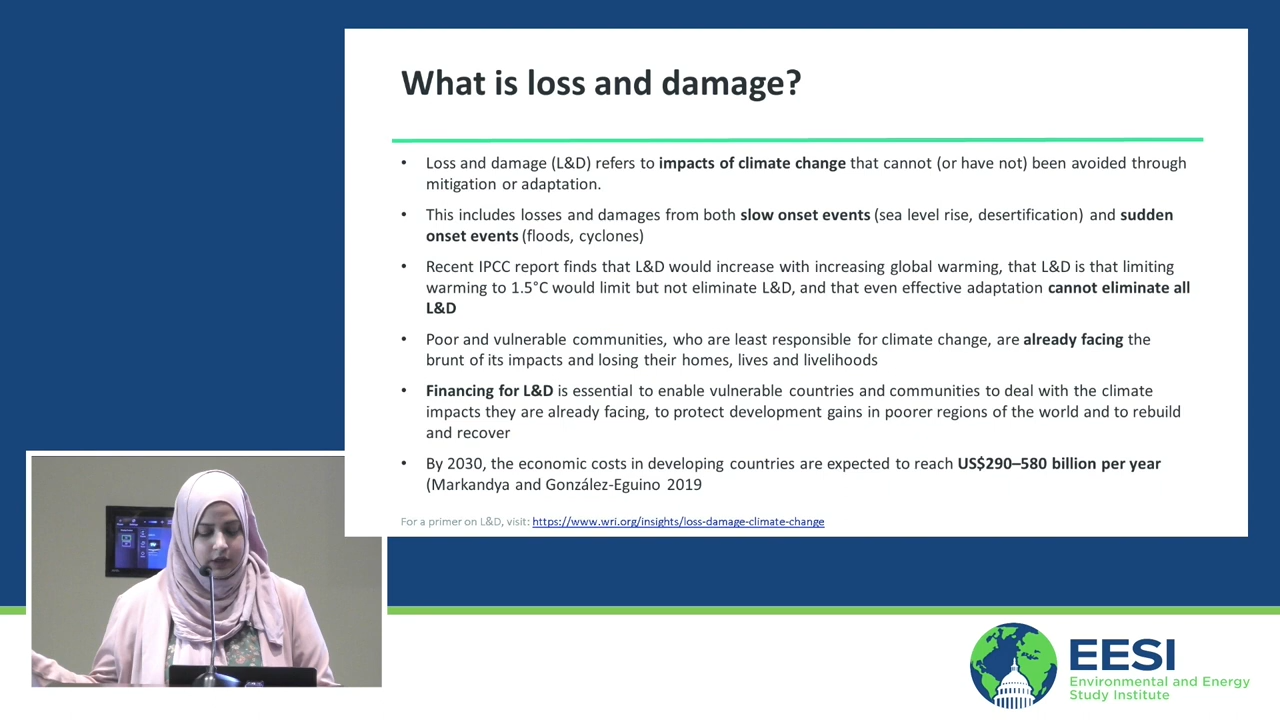 What is loss and damage?
• Loss and damage (L&D) refers to impacts of climate change that cannot (or have not) been avoided through
mitigation or adaptation.
• This includes losses and damages from both slow onset events (sea level rise, desertification) and sudden
onset events (floods, cyclones)
• Recent IPCC report finds that L&D would increase with increasing global warming, that L&D is that limiting
warming to 1.5°C would limit but not eliminate L&D, and that even effective adaptation cannot eliminate all
L&D
• Poor and vulnerable communities, who are least responsible for climate change, are already facing the
brunt of its impacts and losing their homes, lives and livelihoods
• Financing for L&D is essential to enable vulnerable countries and communities to deal with the climate
impacts they are already facing, to protect development gains in poorer regions of the world and to rebuild
and recover
• By 2030, the economic costs in developing countries are expected to reach US$290–580 billion per year
(Markandya and González-Eguino 2019
For a primer on L&D, visit: https://www.wri.org/insights/loss-damage-climate-change
EESI
Environmental and Energy
Study Institute